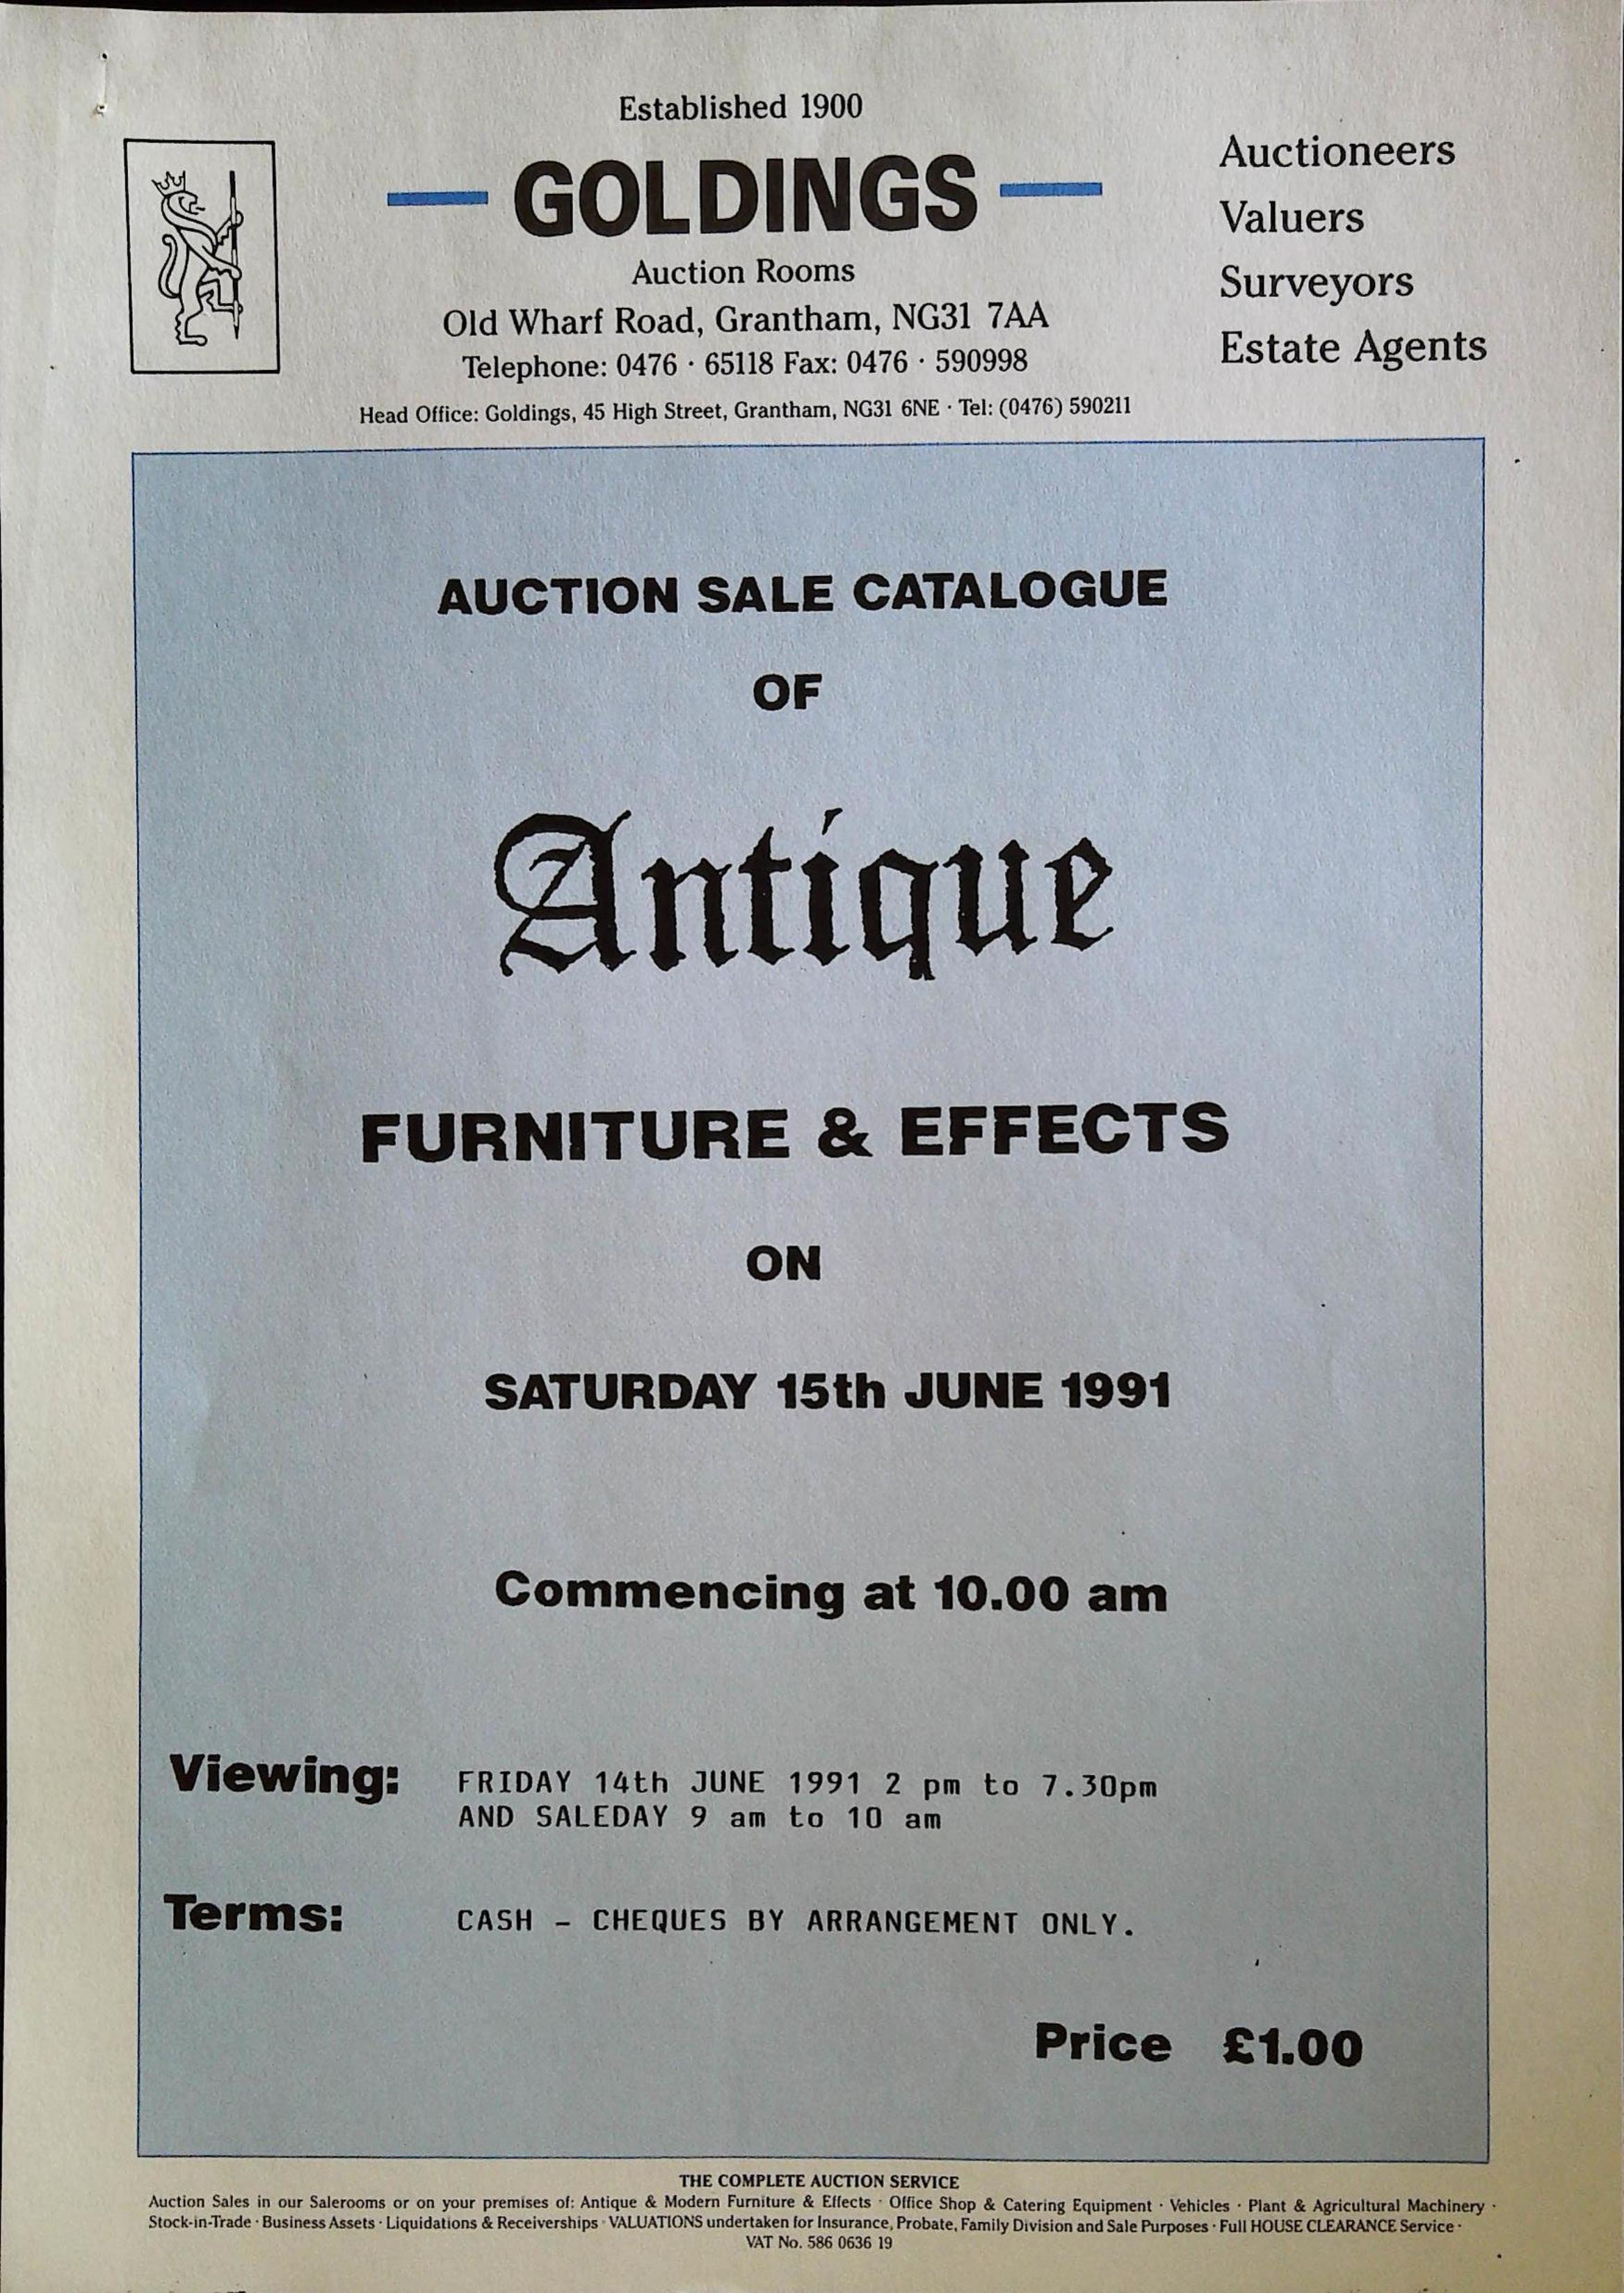 Established 1900
GOLDINGS
Auction Rooms
Old Wharf Road, Grantham, NG31 7AA
Telephone: 0476 · 65118 Fax: 0476 · 590998
Head Office: Goldings, 45 High Street, Grantham, NG31 6NE · Tel: (0476) 590211
Auctioneers
Valuers
Surveyors
Estate Agents
AUCTION SALE CATALOGUE
OF
Antique
FURNITURE & EFFECTS
ON
SATURDAY 15th JUNE 1991
Commencing at 10.00 am
Viewing: FRIDAY 14th JUNE 1991 2 pm to 7.30pm
AND SALEDAY 9 am to 10 am
Terms: CASH - CHEQUES BY ARRANGEMENT ONLY.
Price £1.00
THE COMPLETE AUCTION SERVICE
Auction Sales in our Salerooms or on your premises of: Antique & Modern Furniture & Effects · Office Shop & Catering Equipment · Vehicles · Plant & Agricultural Machinery ·
Stock-in-Trade · Business Assets · Liquidations & Receiverships · VALUATIONS undertaken for Insurance, Probate, Family Division and Sale Purposes · Full HOUSE CLEARANCE Service ·
VAT No. 586 0636 19